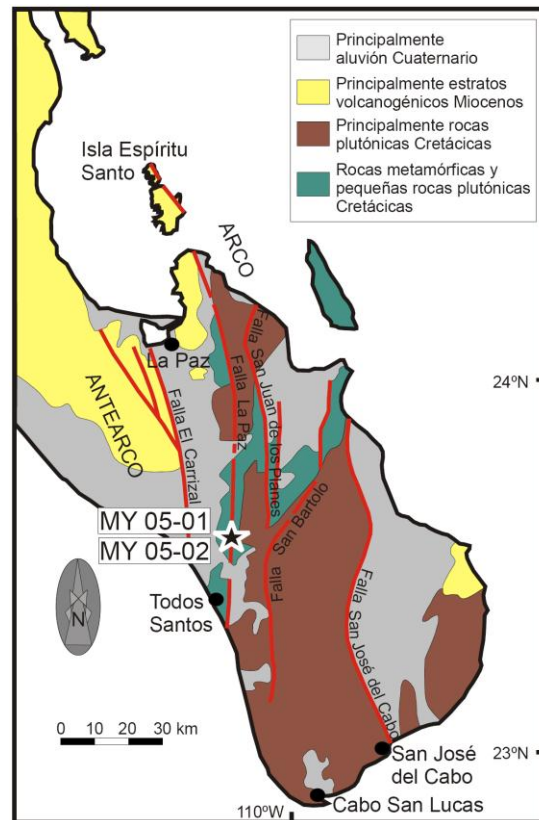 Principalmente
aluvión Cuaternario
Principalmente estratos
volcanogénicos Miocenos
Principalmente rocas
plutónicas Cretácicas
Rocas metamórficas y
pequeñas rocas plutónicas
Cretácicas
Isla Espíritu
Santo
ARCO
La Paz
ANTEARCO
Falla El Carrizal
Falla La Paz
Falla San Juan de los Planes
24ºN
MY 05-01
MY 05-02
Falla San Bartolo
Falla San José del Cabo
Todos
Santos
N
0 10 20 30 km
San José
del Cabo
23ºN
Cabo San Lucas
110ºW